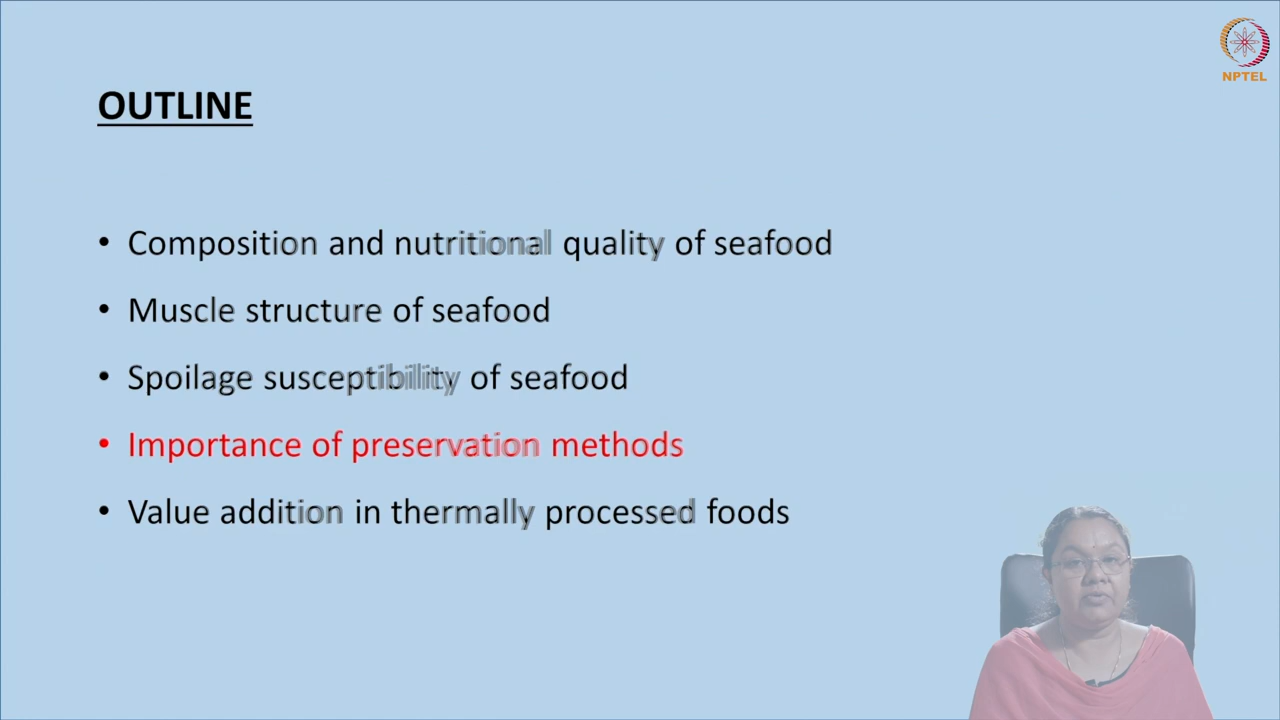 NPTEL
OUTLINE
• Composition and nutritional quality of seafood
• Muscle structure of seafood
• Spoilage susceptibility of seafood
• Importance of preservation methods
• Value addition in thermally processed foods